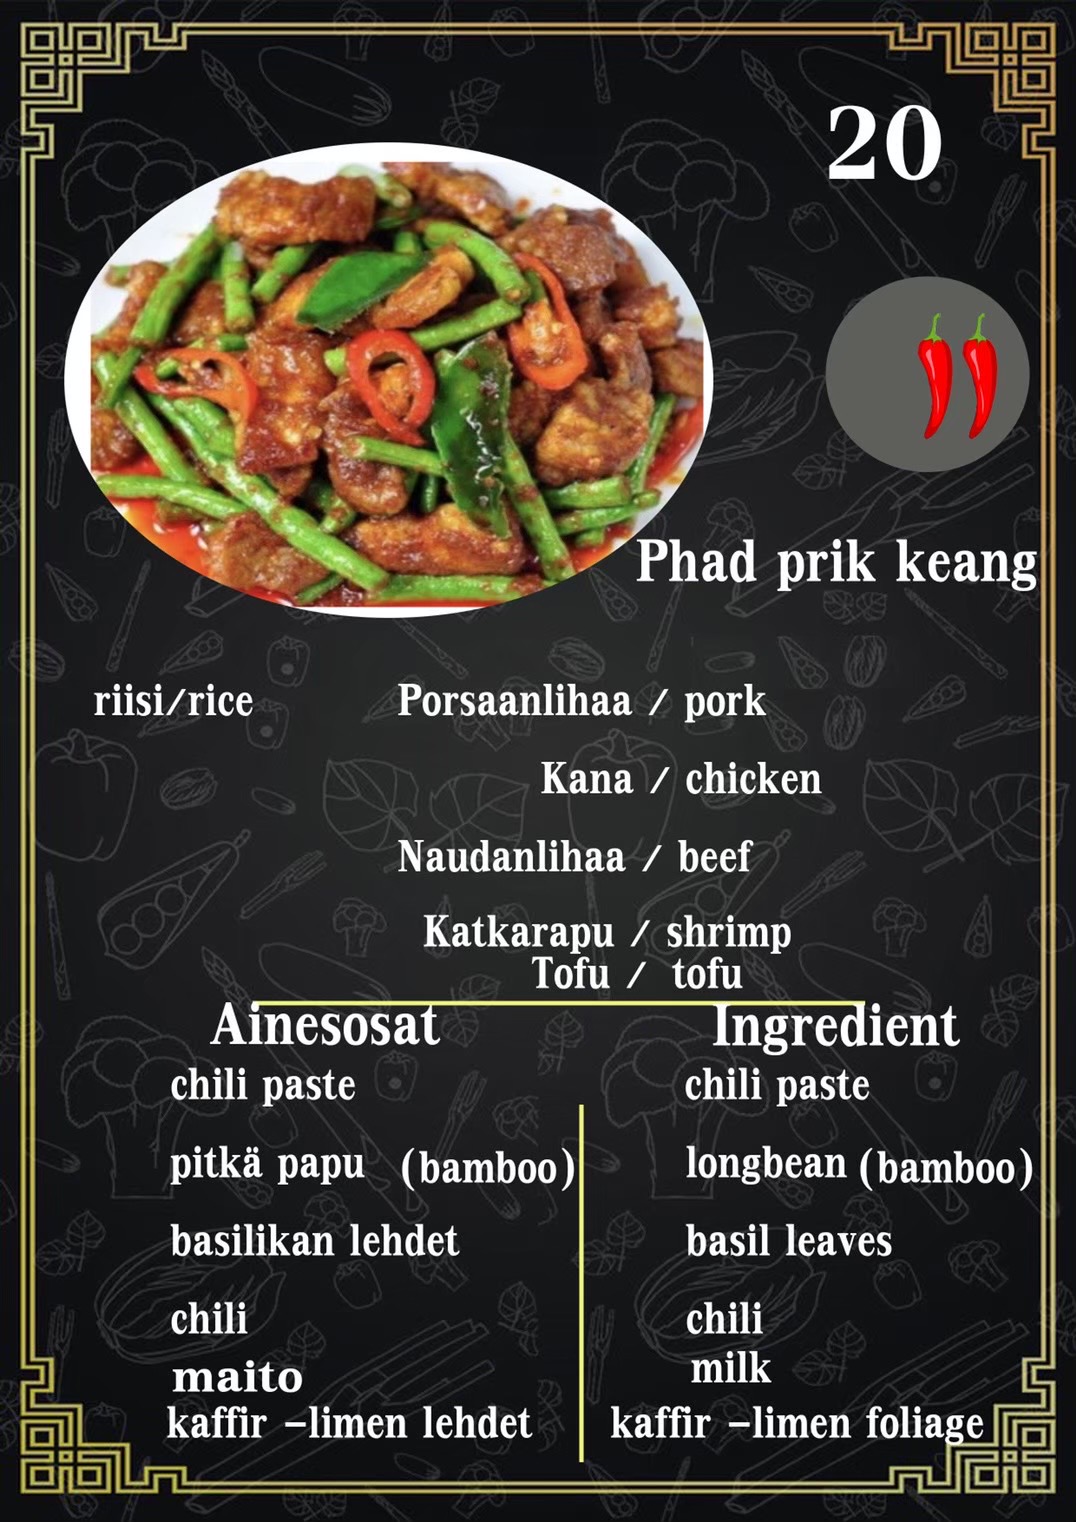 20
Phad prik keang
riisi/rice
Porsaanlihaa / pork
Kana / chicken
Naudanlihaa / beef
Katkarapu / shrimp
Tofu / tofu
Ainesosat
chili paste
pitkä papu (bamboo)
basilikan lehdet
chili
maito
kaffir –limen lehdet
Ingredient
chili paste
longbean (bamboo)
basil leaves
chili
milk
kaffir –limen foliage